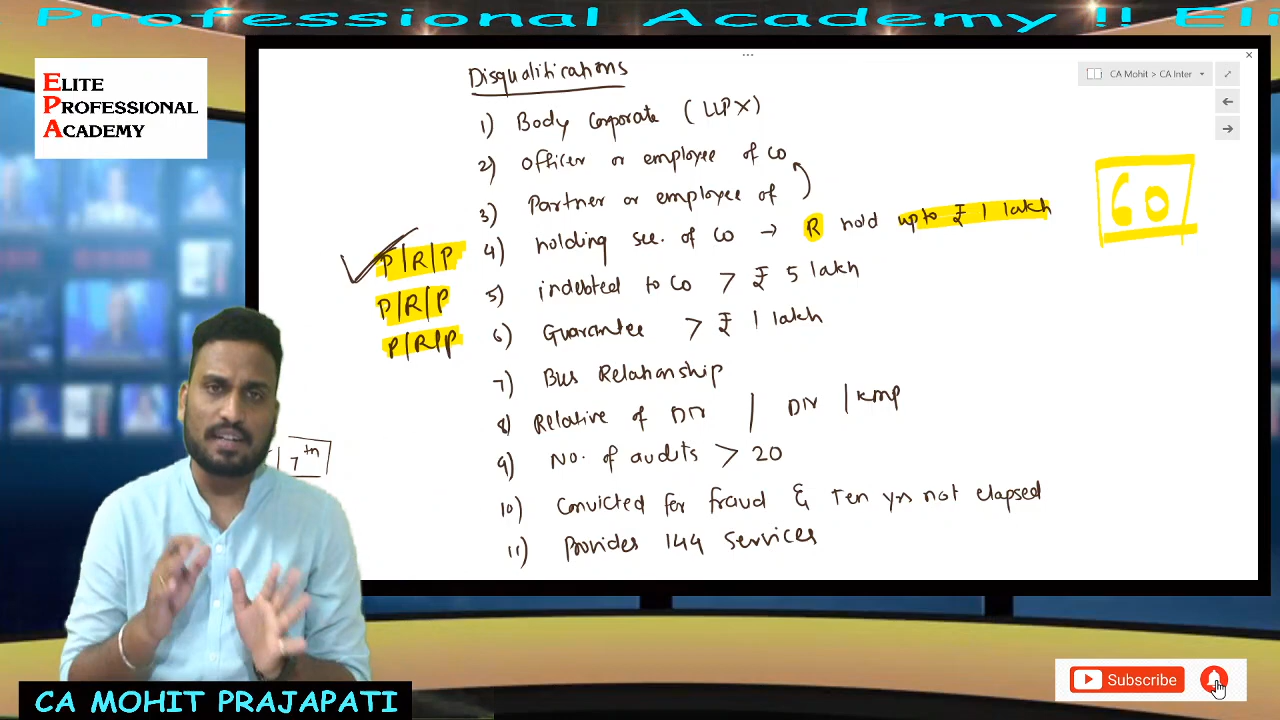 Professional Academy !! Eli
ELITE
PROFESSIONAL
ACADEMY
CA Mohit > CA Inter
Disqualifications
1) Body Corporate (LLP X)
2) Officer or employee of Co
3) Partner or employee of
P/R/P 4) holding sec. of Co → R hold upto ₹ 1 lakh
P/R/P 5) indebted to Co > ₹ 5 lakh
P/R/P 6) Guarantee > ₹ 1 lakh
7) Bus Relationship
8) Relative of Dir | Dir | KMP
9) No. of audits > 20
10) Convicted for fraud & Ten yrs not elapsed
11) Provides 144 Services
60
7th
Subscribe
CA MOHIT PRAJAPATI